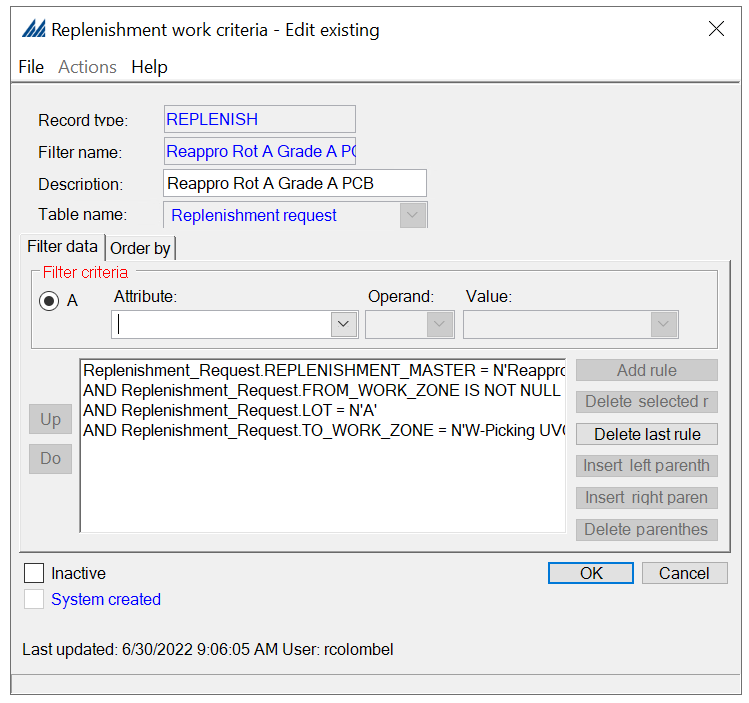 Replenishment work criteria - Edit existing
File Actions Help
Record type: REPLENISH
Filter name: Reappro Rot A Grade A PC
Description: Reappro Rot A Grade A PCB
Table name: Replenishment request
Filter data Order by
Filter criteria
A Attribute: Operand: Value:
Replenishment_Request.REPLENISHMENT_MASTER = N'Reappro
AND Replenishment_Request.FROM_WORK_ZONE IS NOT NULL
AND Replenishment_Request.LOT = N'A'
AND Replenishment_Request.TO_WORK_ZONE = N'W-Picking UVC
Up
Do
Add rule
Delete selected r
Delete last rule
Insert left parenth
Insert right paren
Delete parenthes
Inactive
OK Cancel
System created
Last updated: 6/30/2022 9:06:05 AM User: rcolombel